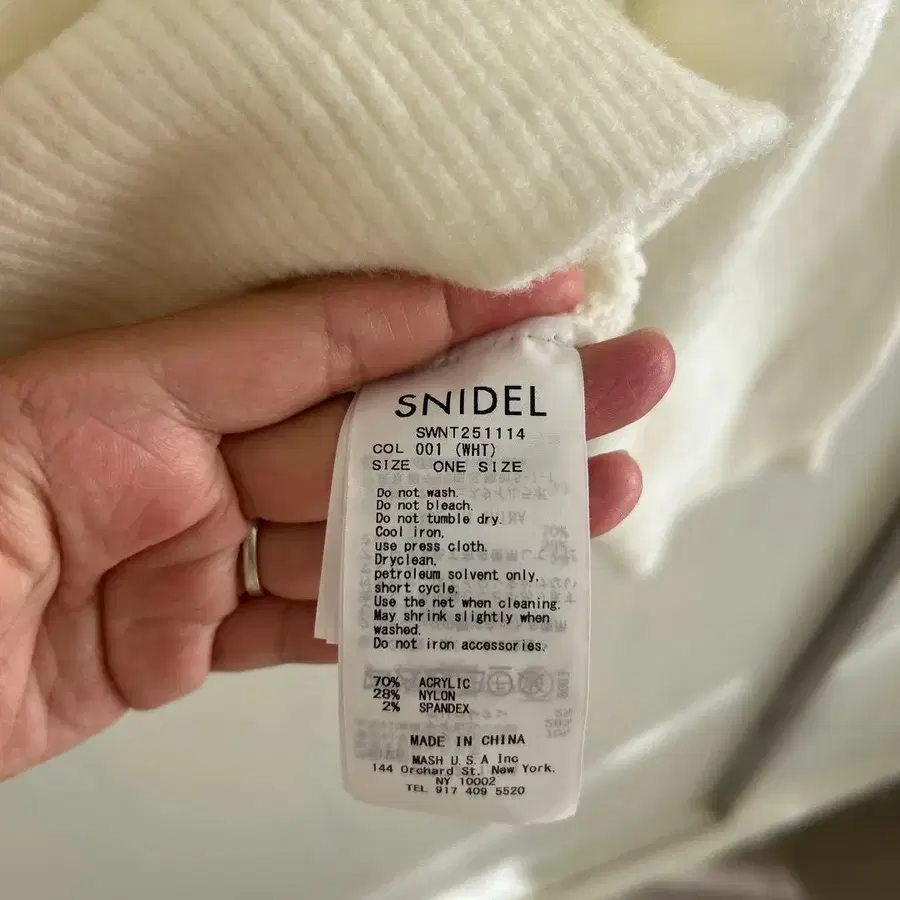 SNIDEL
SWNT251114
COL 001 (WHT)
SIZE ONE SIZE
Do not wash.
Do not bleach.
Do not tumble dry.
Cool iron,
use press cloth.
Dryclean,
petroleum solvent only,
short cycle.
Use the net when cleaning.
May shrink slightly when
washed.
Do not iron accessories.
70% ACRYLIC
28% NYLON
2% SPANDEX
MADE IN CHINA
MASH U.S.A Inc
144 Orchard St. New York.
NY 10002
TEL 917 409 5520